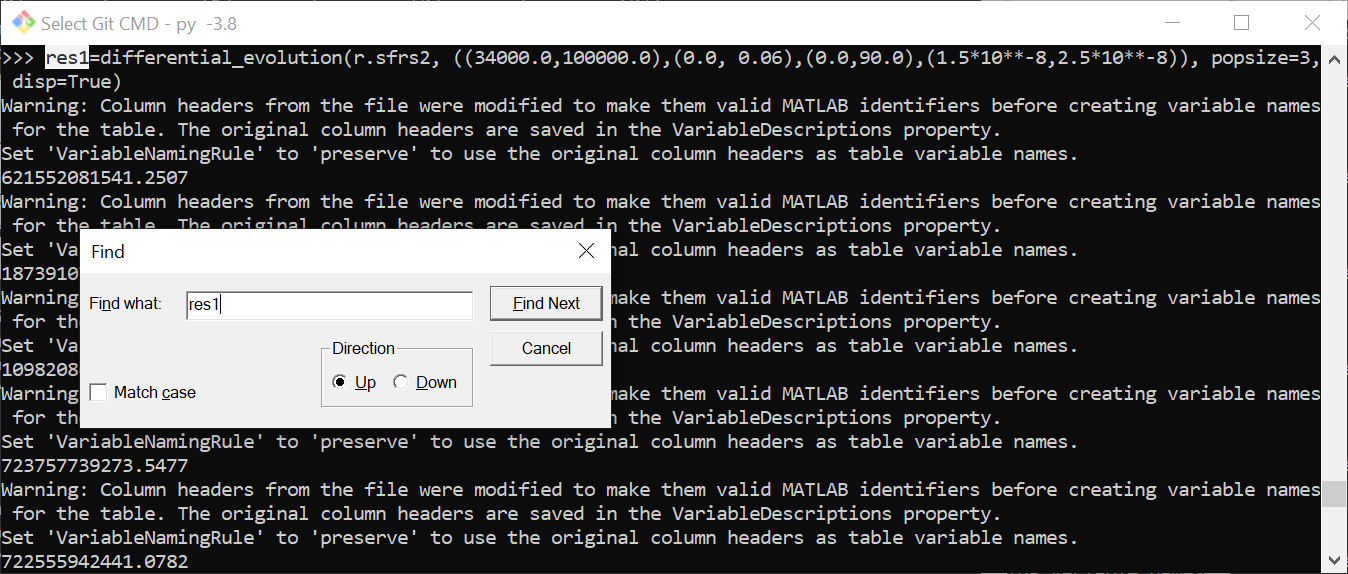 Select Git CMD - py -3.8
>>> res1=differential_evolution(r.sfrs2, ((34000.0,100000.0),(0.0, 0.06),(0.0,90.0),(1.5*10**-8,2.5*10**-8)), popsize=3,
disp=True)
Warning: Column headers from the file were modified to make them valid MATLAB identifiers before creating variable names
for the table. The original column headers are saved in the VariableDescriptions property.
Set 'VariableNamingRule' to 'preserve' to use the original column headers as table variable names.
621552081541.2507
Warning: Column headers from the file were modified to make them valid MATLAB identifiers before creating variable names
for the table. The original column headers are saved in the VariableDescriptions property.
Set 'Va
nal column headers as table variable names.
1873910
Warnin
make them valid MATLAB identifiers before creating variable names
for th
n the VariableDescriptions property.
Set 'Va
nal column headers as table variable names.
1098208
Warnin
make them valid MATLAB identifiers before creating variable names
for th
n the VariableDescriptions property.
Find
Find what:
res1
Find Next
Cancel
Direction
Up
Down
Match case
Set 'VariableNamingRule' to 'preserve' to use the original column headers as table variable names.
723757739273.5477
Warning: Column headers from the file were modified to make them valid MATLAB identifiers before creating variable names
for the table. The original column headers are saved in the VariableDescriptions property.
Set 'VariableNamingRule' to 'preserve' to use the original column headers as table variable names.
722555942441.0782